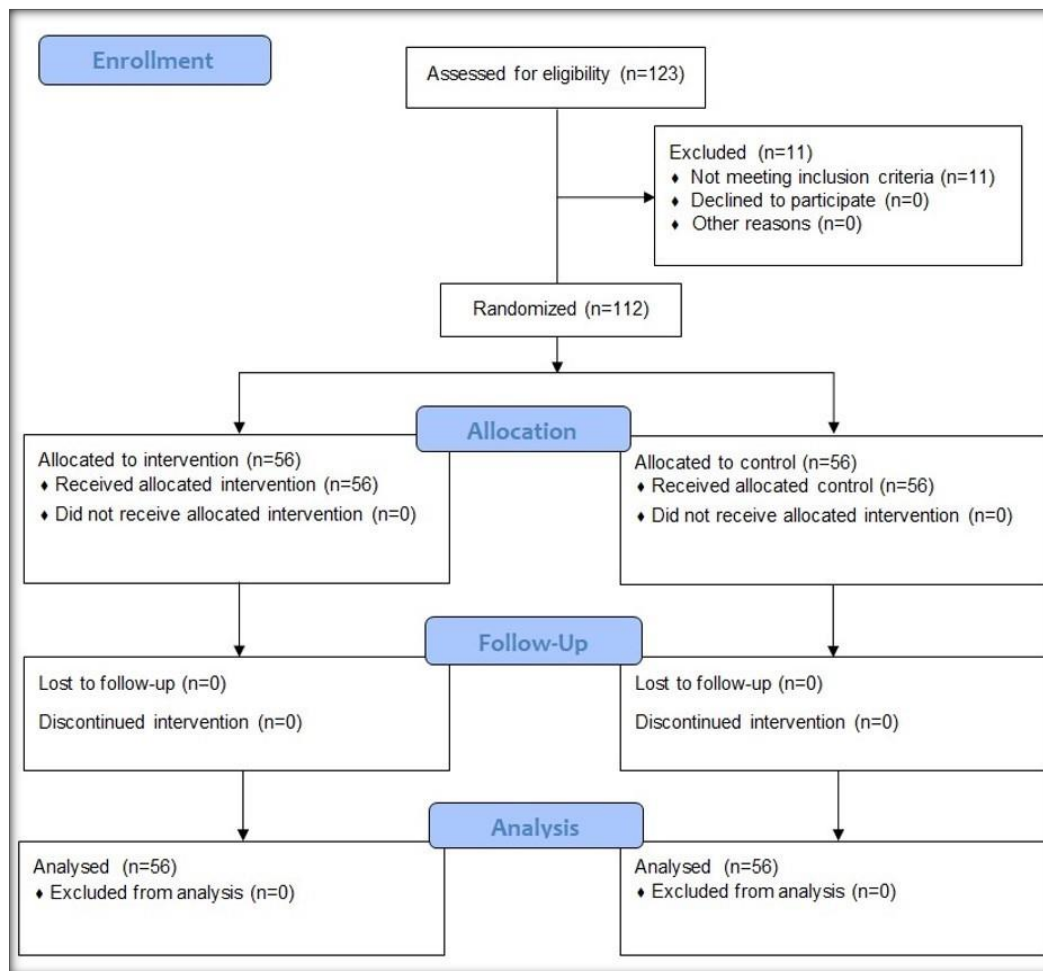 Enrollment
Assessed for eligibility (n=123)
Excluded (n=11)
♦ Not meeting inclusion criteria (n=11)
♦ Declined to participate (n=0)
♦ Other reasons (n=0)
Randomized (n=112)
Allocation
Allocated to intervention (n=56)
♦ Received allocated intervention (n=56)
♦ Did not receive allocated intervention (n=0)
Allocated to control (n=56)
♦ Received allocated control (n=56)
♦ Did not receive allocated intervention (n=0)
Follow-Up
Lost to follow-up (n=0)
Discontinued intervention (n=0)
Lost to follow-up (n=0)
Discontinued intervention (n=0)
Analysis
Analysed (n=56)
♦ Excluded from analysis (n=0)
Analysed (n=56)
♦ Excluded from analysis (n=0)